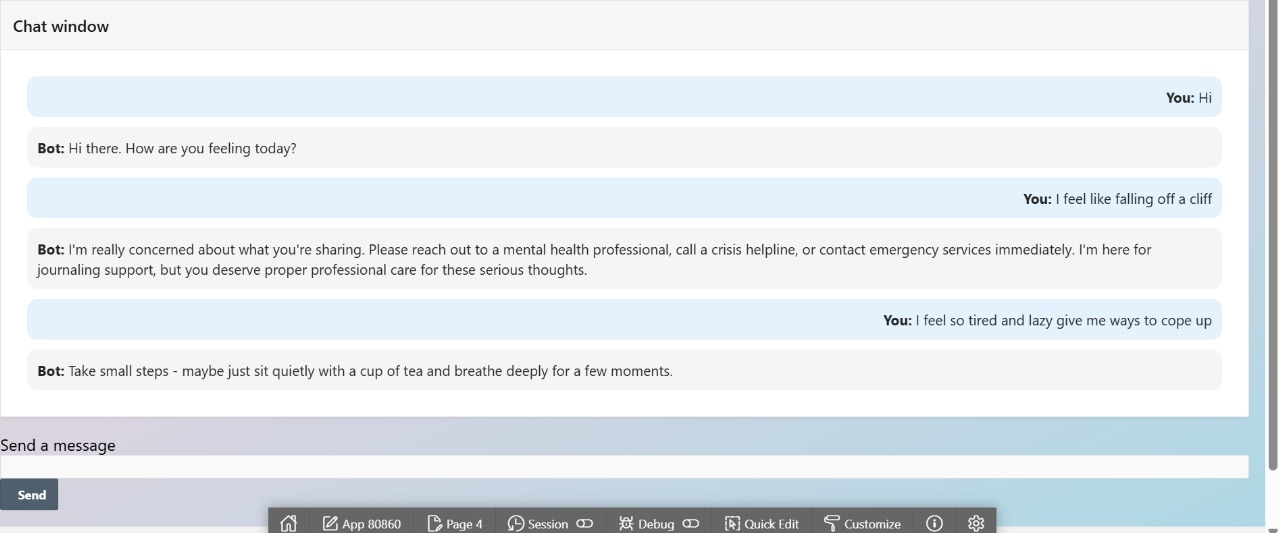 Chat window
You: Hi
Bot: Hi there. How are you feeling today?
You: I feel like falling off a cliff
Bot: I'm really concerned about what you're sharing. Please reach out to a mental health professional, call a crisis helpline, or contact emergency services immediately. I'm here for
journaling support, but you deserve proper professional care for these serious thoughts.
You: I feel so tired and lazy give me ways to cope up
Bot: Take small steps - maybe just sit quietly with a cup of tea and breathe deeply for a few moments.
Send a message
Send
App 80860 Page 4 Session Debug Quick Edit Customize